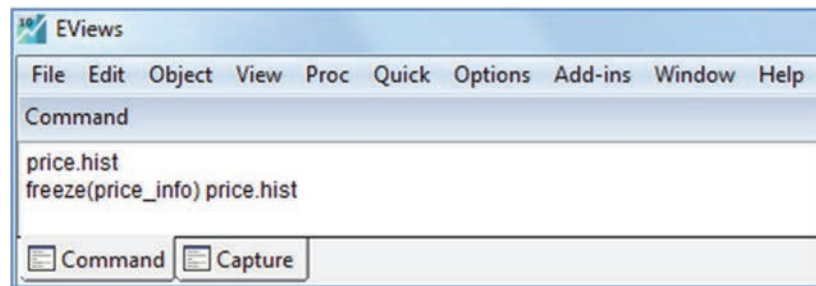 EViews
File Edit Object View Proc Quick Options Add-ins Window Help
Command
price.hist
freeze(price_info) price.hist
Command Capture